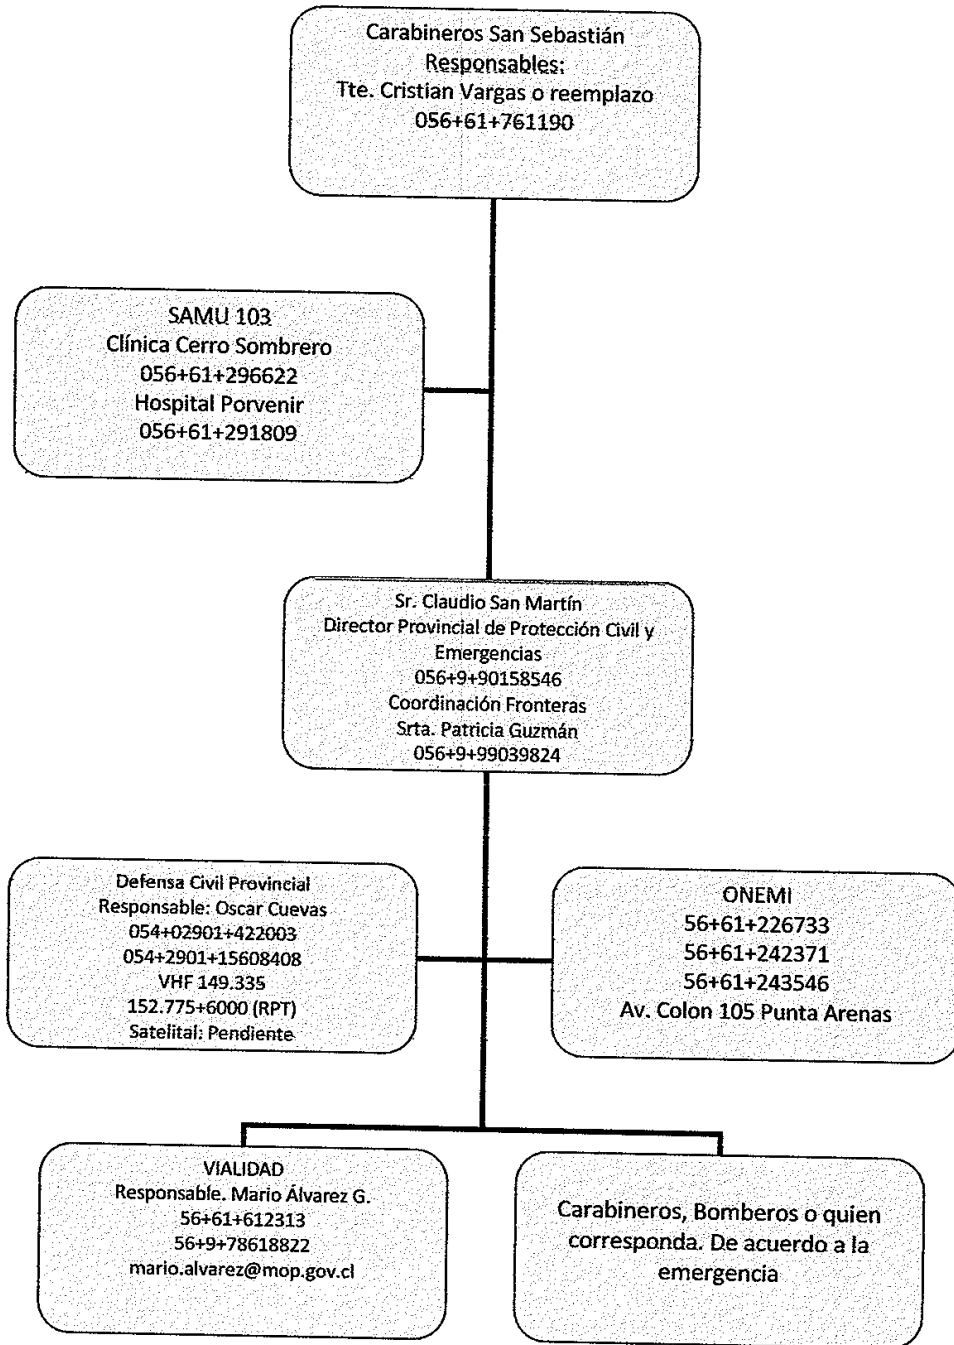 Carabineros San Sebastián
Responsables:
Tte. Cristian Vargas o reemplazo
056+61+761190
SAMU 103
Clínica Cerro Sombrero
056+61+296622
Hospital Porvenir
056+61+291809
Sr. Claudio San Martín
Director Provincial de Protección Civil y
Emergencias
056+9+90158546
Coordinación Fronteras
Srta. Patricia Guzmán
056+9+99039824
Defensa Civil Provincial
Responsable: Oscar Cuevas
054+02901+422003
054+2901+15608408
VHF 149.335
152.775+6000 (RPT)
Satelital: Pendiente
ONEMI
56+61+226733
56+61+242371
56+61+243546
Av. Colon 105 Punta Arenas
VIALIDAD
Responsable. Mario Álvarez G.
56+61+612313
56+9+78618822
mario.alvarez@mop.gov.cl
Carabineros, Bomberos o quien
corresponda. De acuerdo a la
emergencia